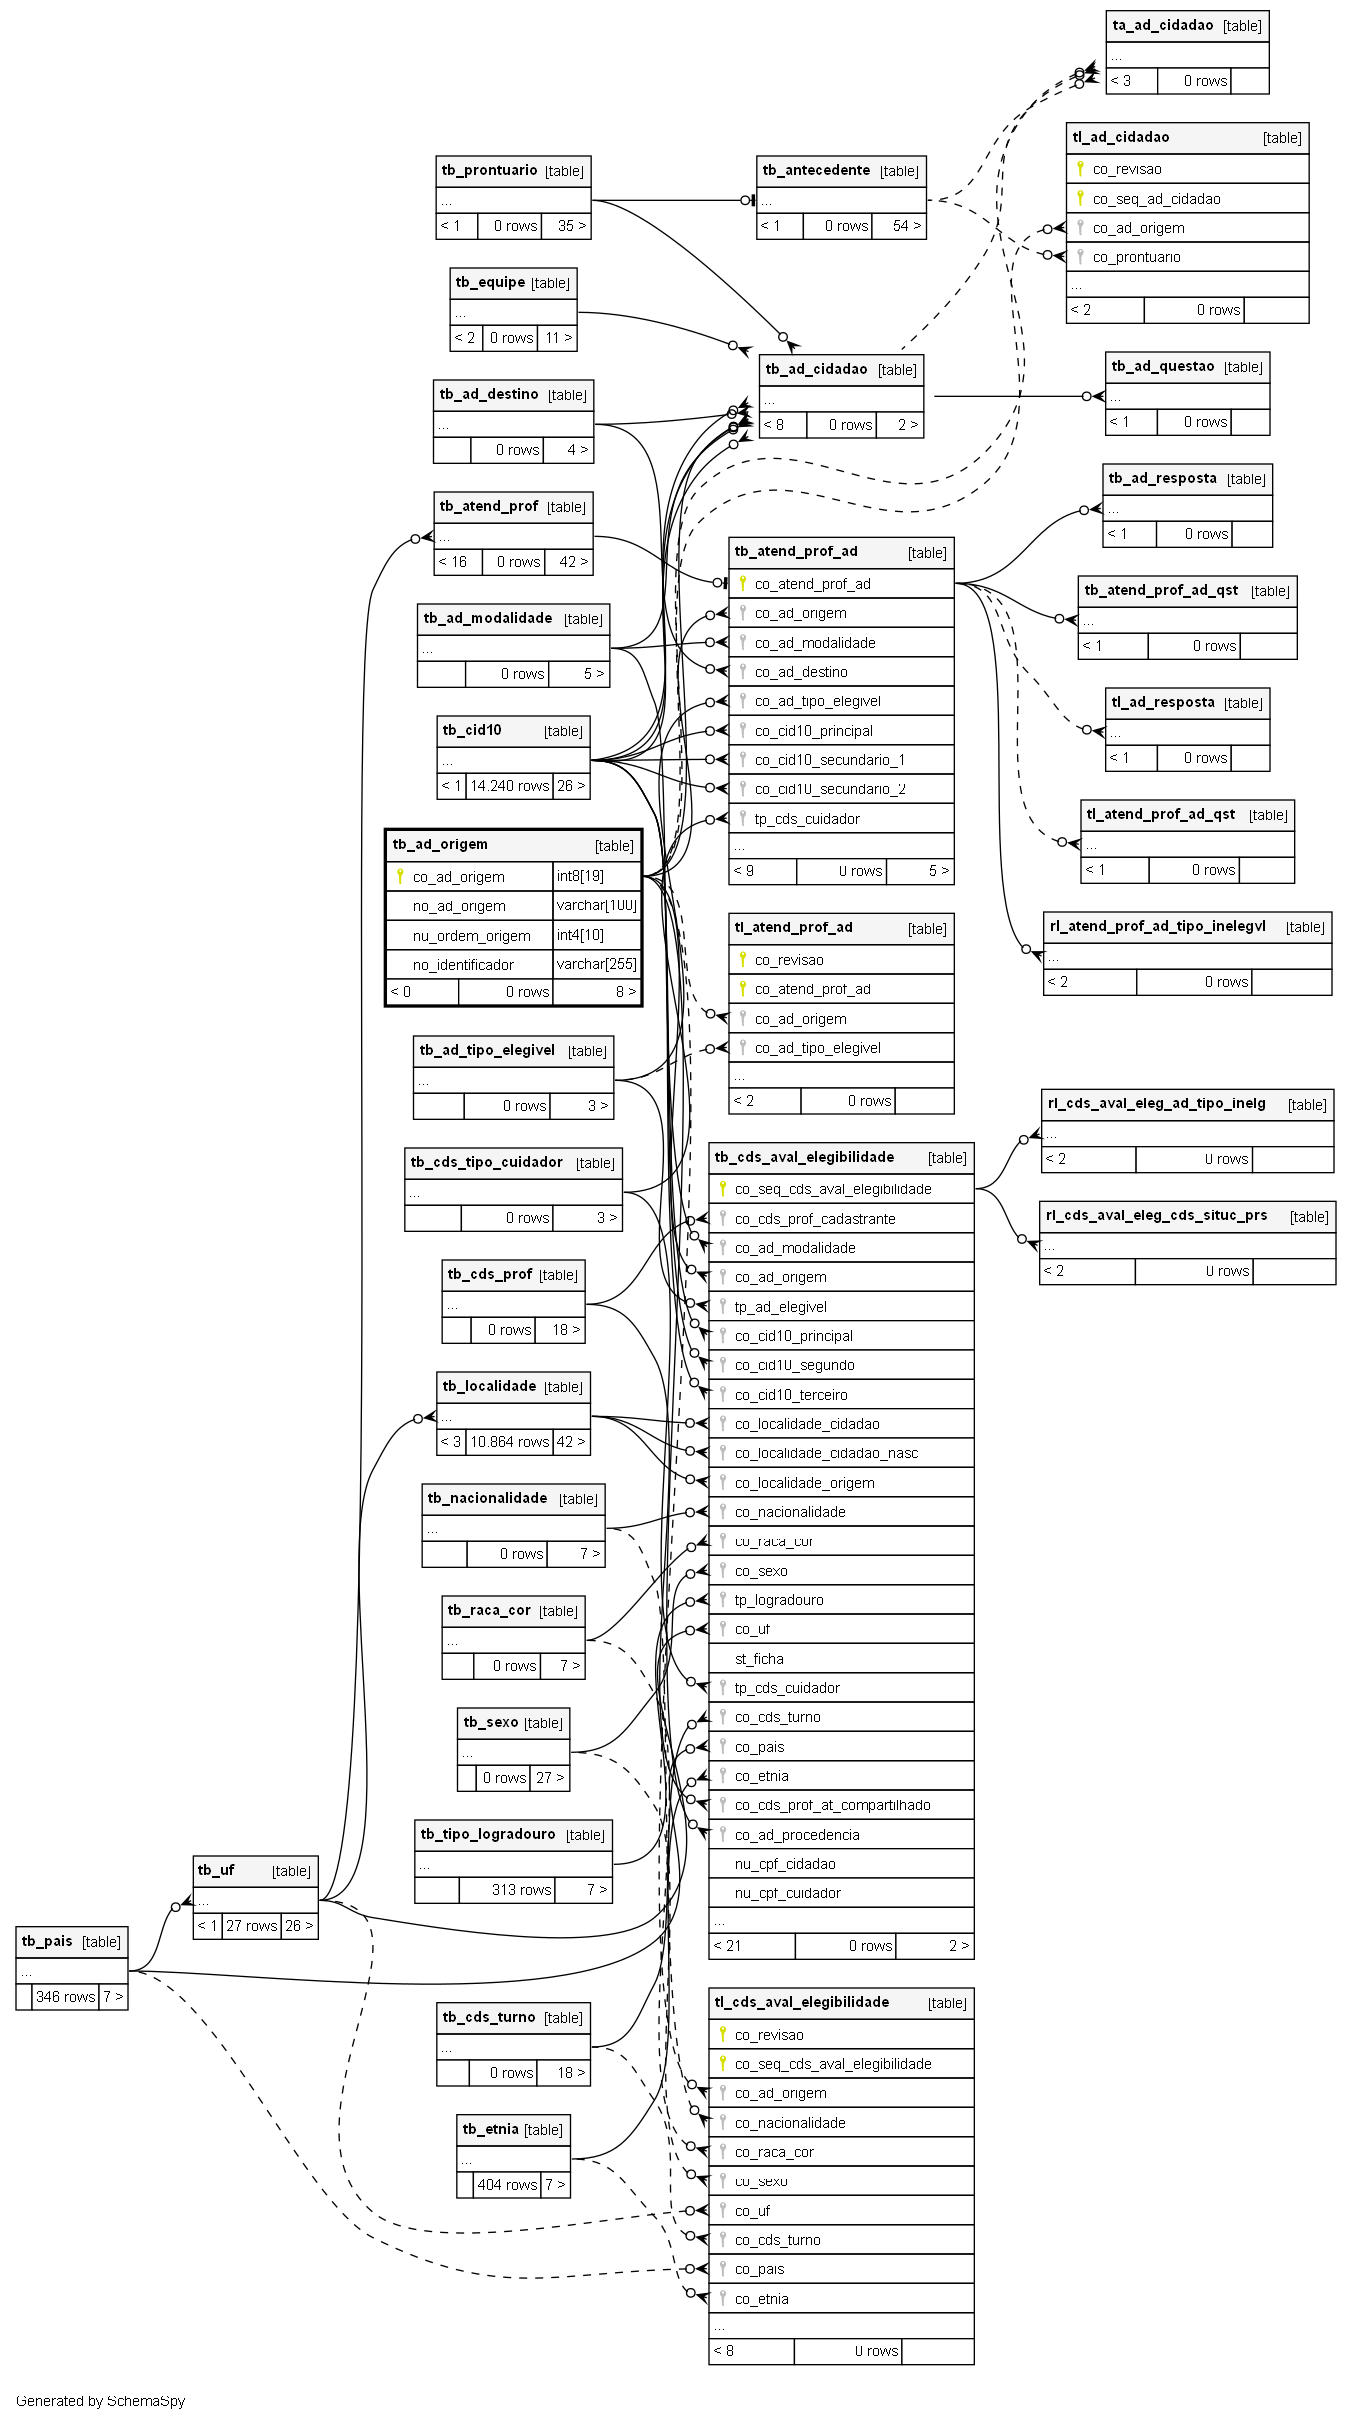 ta_ad_cidadao [table]
...
< 3 0 rows
tl_ad_cidadao [table]
co_revisao
co_seq_ad_cidadao
co_ad_origem
co_prontuario
...
< 2 0 rows
tb_prontuario [table]
...
< 1 0 rows 35 >
tb_antecedente [table]
...
< 1 0 rows 54 >
tb_equipe [table]
...
< 2 0 rows 11 >
tb_ad_cidadao [table]
...
< 8 0 rows 2 >
tb_ad_questao [table]
...
< 1 0 rows
tb_ad_destino [table]
...
0 rows 4 >
tb_ad_resposta [table]
...
< 1 0 rows
tb_atend_prof [table]
...
< 16 0 rows 42 >
tb_atend_prof_ad [table]
co_atend_prof_ad
co_ad_origem
co_ad_modalidade
co_ad_destino
co_ad_tipo_elegivel
co_cid10_principal
co_cid10_secundario_1
co_cid10_secundario_2
tp_cds_cuidador
...
< 9 0 rows 5 >
tb_atend_prof_ad_qst [table]
...
< 1 0 rows
tb_ad_modalidade [table]
...
0 rows 5 >
tl_ad_resposta [table]
...
< 1 0 rows
tb_cid10 [table]
...
< 1 14.240 rows 26 >
tl_atend_prof_ad_qst [table]
...
< 1 0 rows
tb_ad_origem [table]
co_ad_origem int8[19]
no_ad_origem varchar[100]
nu_ordem_origem int4[10]
no_identificador varchar[255]
< 0 0 rows 8 >
rl_atend_prof_ad_tipo_inelegvl [table]
...
< 2 0 rows
tl_atend_prof_ad [table]
co_revisao
co_atend_prof_ad
co_ad_origem
co_ad_tipo_elegivel
...
< 2 0 rows
tb_ad_tipo_elegivel [table]
...
0 rows 3 >
rl_cds_aval_eleg_ad_tipo_inelg [table]
...
< 2 0 rows
tb_cds_tipo_cuidador [table]
...
0 rows 3 >
rl_cds_aval_eleg_cds_situc_prs [table]
...
< 2 0 rows
tb_cds_aval_elegibilidade [table]
co_seq_cds_aval_elegibilidade
co_cds_prof_cadastrante
co_ad_modalidade
co_ad_origem
tp_ad_elegivel
co_cid10_principal
co_cid10_segundo
co_cid10_terceiro
co_localidade_cidadao
co_localidade_cidadao_nasc
co_localidade_origem
co_nacionalidade
co_raca_cor
co_sexo
tp_logradouro
co_uf
st_ficha
tp_cds_cuidador
co_cds_turno
co_pais
co_etnia
co_cds_prof_at_compartilhado
co_ad_procedencia
nu_cpf_cidadao
nu_cpf_cuidador
...
< 21 0 rows 2 >
tb_cds_prof [table]
...
0 rows 18 >
tb_localidade [table]
...
< 3 10.864 rows 42 >
tb_nacionalidade [table]
...
0 rows 7 >
tb_raca_cor [table]
...
0 rows 7 >
tb_sexo [table]
...
0 rows 27 >
tb_tipo_logradouro [table]
...
313 rows 7 >
tb_uf [table]
...
< 1 27 rows 26 >
tb_pais [table]
...
346 rows 7 >
tb_cds_turno [table]
...
0 rows 18 >
tb_etnia [table]
...
404 rows 7 >
tl_cds_aval_elegibilidade [table]
co_revisao
co_seq_cds_aval_elegibilidade
co_ad_origem
co_nacionalidade
co_raca_cor
co_sexo
co_uf
co_cds_turno
co_pais
co_etnia
...
< 8 0 rows
Generated by SchemaSpy